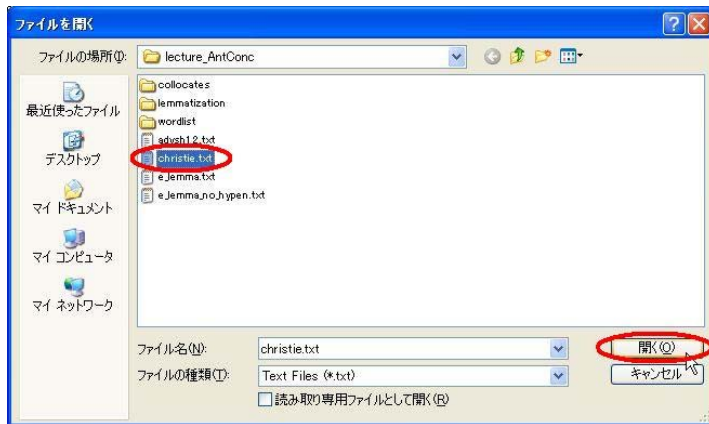 ファイルを開く
ファイルの場所(I):
lecture_AntConc
最近使ったファイル
デスクトップ
マイ ドキュメント
マイ コンピュータ
マイ ネットワーク
collocates
lemmatization
wordlist
advsh12.txt
christie.txt
e_lemma.txt
e_lemma_no_hypen.txt
ファイル名(N):
christie.txt
開く(O)
ファイルの種類(T):
Text Files (*.txt)
キャンセル
読み取り専用ファイルとして開く(R)